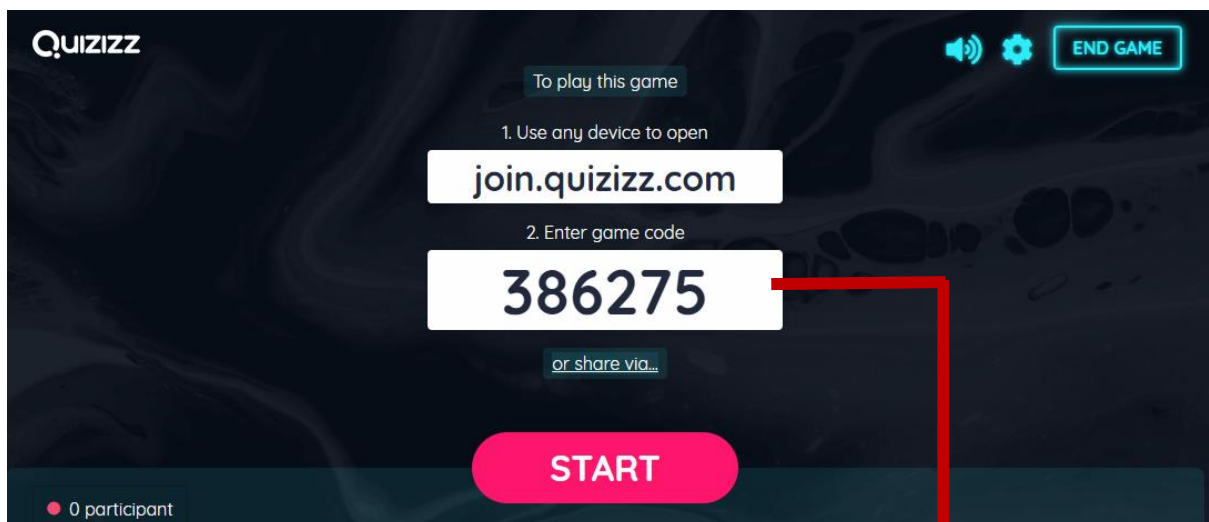 Quizizz
END GAME
To play this game
1. Use any device to open
join.quizizz.com
2. Enter game code
386275
or share via...
START
0 participant